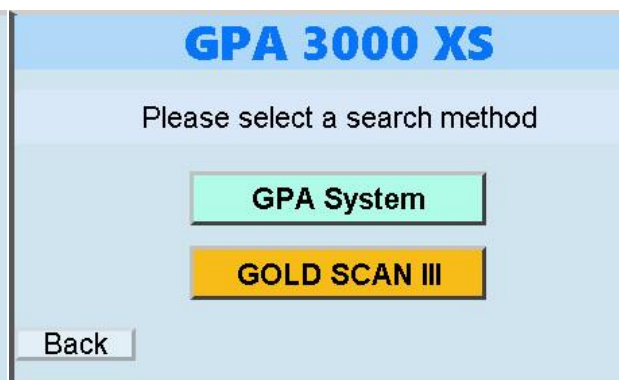 GPA 3000 XS
Please select a search method
GPA System
GOLD SCAN III
Back